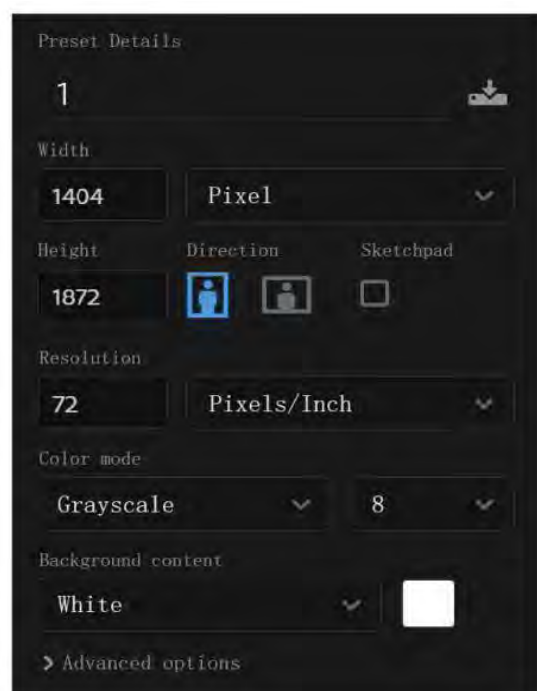 Preset Details
1
Width
1404 Pixel
Height Direction Sketchpad
1872
Resolution
72 Pixels/Inch
Color mode
Grayscale 8
Background content
White
Advanced options